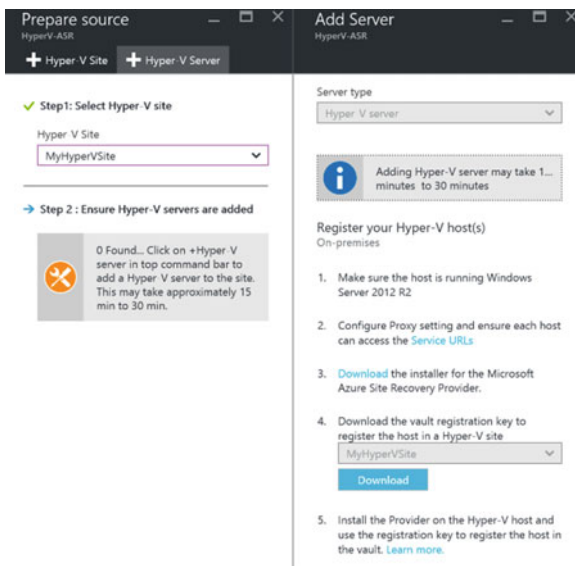 Prepare source
HyperV-ASR
Hyper-V Site Hyper-V Server
Step1: Select Hyper-V site
Hyper-V Site
MyHyperVSite
Step 2 : Ensure Hyper-V servers are added
0 Found... Click on +Hyper-V
server in top command bar to
add a Hyper-V server to the site.
This may take approximately 15
min to 30 min.
Add Server
HyperV-ASR
Server type
Hyper-V server
Adding Hyper-V server may take 1...
minutes to 30 minutes
Register your Hyper-V host(s)
On-premises
1. Make sure the host is running Windows
Server 2012 R2
2. Configure Proxy setting and ensure each host
can access the Service URLs
3. Download the installer for the Microsoft
Azure Site Recovery Provider.
4. Download the vault registration key to
register the host in a Hyper-V site
MyHyperVSite
Download
5. Install the Provider on the Hyper-V host and
use the registration key to register the host in
the vault. Learn more.